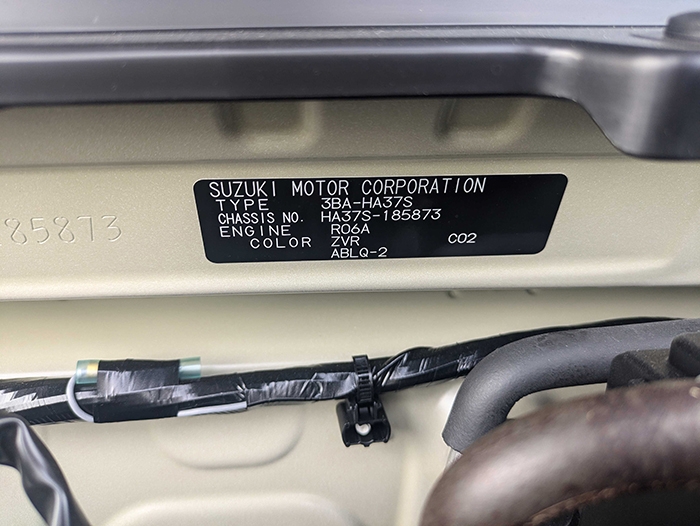 SUZUKI MOTOR CORPORATION
TYPE 3BA-HA37S
CHASSIS NO. HA37S-185873
ENGINE R06A
COLOR ZVR C02
ABLQ-2
85873